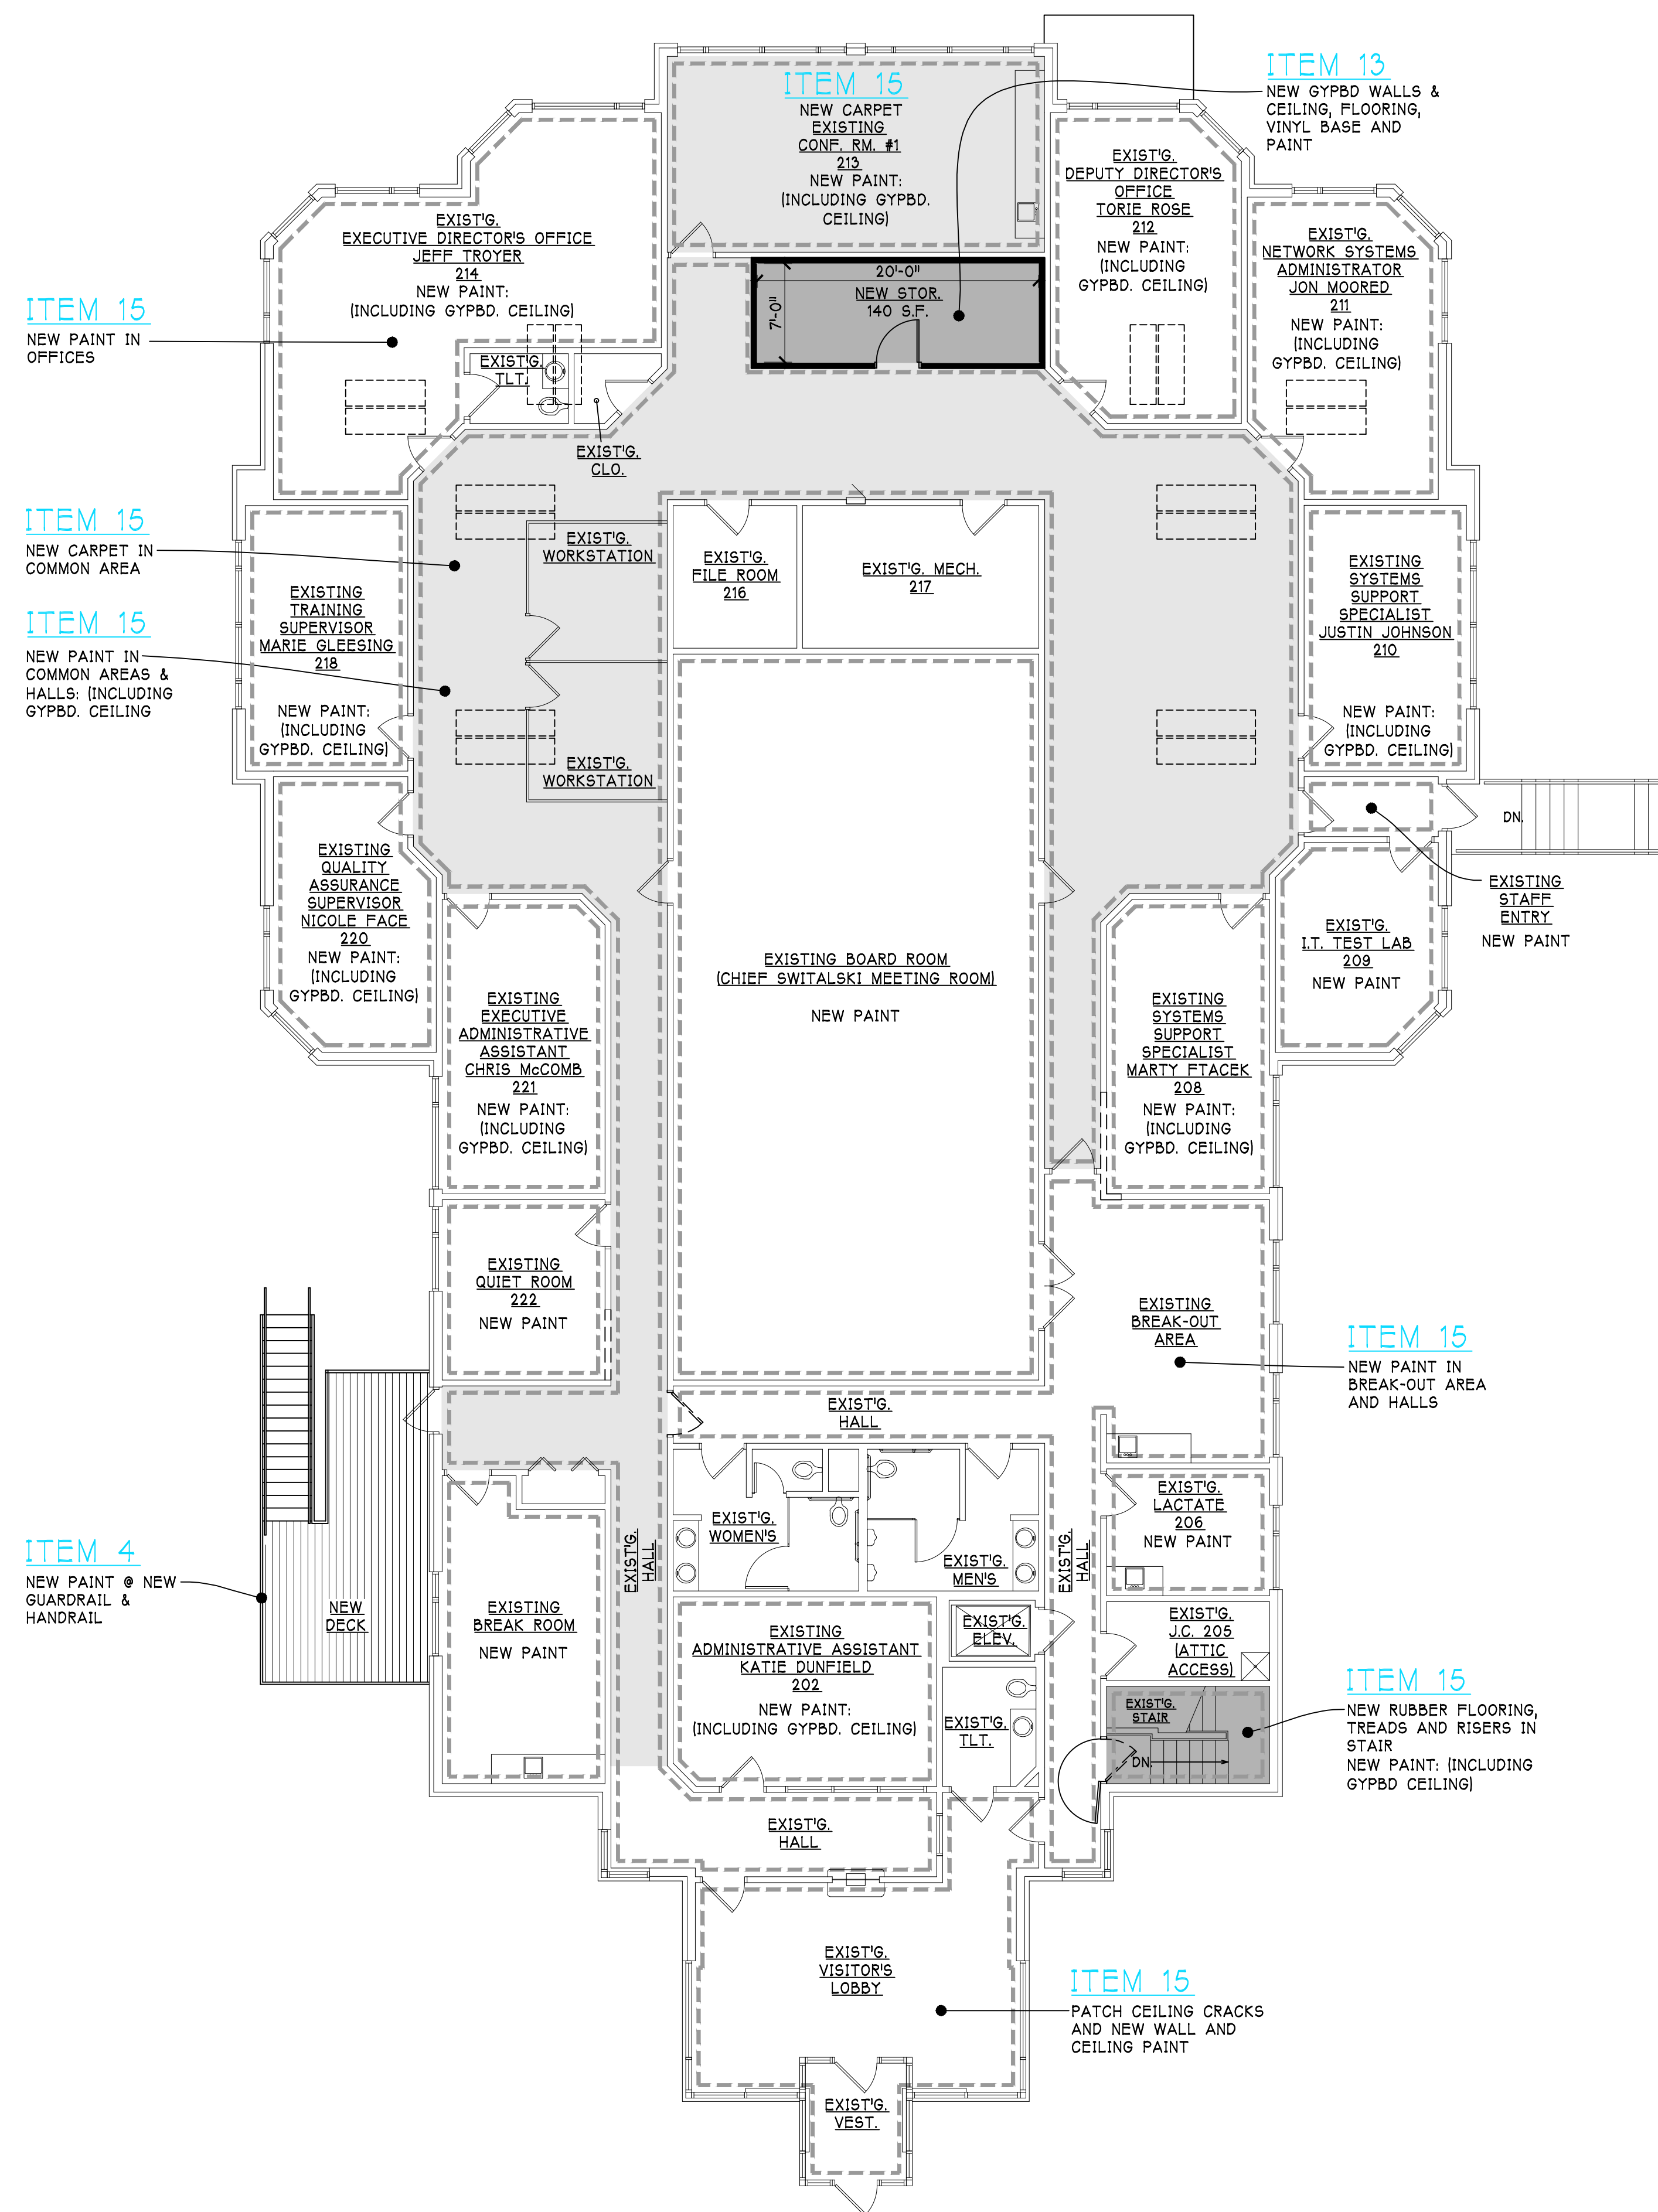 ITEM 13
NEW GYPBD WALLS &
CEILING, FLOORING,
VINYL BASE AND
PAINT
ITEM 15
NEW CARPET
EXISTING
CONF. RM. #1
213
NEW PAINT:
(INCLUDING GYPBD.
CEILING)
EXIST'G.
DEPUTY DIRECTOR'S
OFFICE
TORIE ROSE
212
NEW PAINT:
(INCLUDING
GYPBD. CEILING)
EXIST'G.
EXECUTIVE DIRECTOR'S OFFICE
JEFF TROYER
214
NEW PAINT:
(INCLUDING GYPBD. CEILING)
EXIST'G.
NETWORK SYSTEMS
ADMINISTRATOR
JON MOORED
211
NEW PAINT:
(INCLUDING
GYPBD. CEILING)
20'-0"
NEW STOR.
140 S.F.
7'-0"
ITEM 15
NEW PAINT IN
OFFICES
EXIST'G.
TLT.
EXIST'G.
CLO.
ITEM 15
NEW CARPET IN
COMMON AREA
EXIST'G.
WORKSTATION
EXIST'G.
FILE ROOM
216
EXIST'G. MECH.
217
EXISTING
SYSTEMS
SUPPORT
SPECIALIST
JUSTIN JOHNSON
210
NEW PAINT:
(INCLUDING
GYPBD. CEILING)
EXISTING
TRAINING
SUPERVISOR
MARIE GLEESING
218
NEW PAINT:
(INCLUDING
GYPBD. CEILING)
ITEM 15
NEW PAINT IN
COMMON AREAS &
HALLS: (INCLUDING
GYPBD. CEILING
EXIST'G.
WORKSTATION
DN.
EXISTING
QUALITY
ASSURANCE
SUPERVISOR
NICOLE FACE
220
NEW PAINT:
(INCLUDING
GYPBD. CEILING)
EXISTING
STAFF
ENTRY
NEW PAINT
EXIST'G.
I.T. TEST LAB
209
NEW PAINT
EXISTING BOARD ROOM
(CHIEF SWITALSKI MEETING ROOM)
NEW PAINT
EXISTING
EXECUTIVE
ADMINISTRATIVE
ASSISTANT
CHRIS McCOMB
221
NEW PAINT:
(INCLUDING
GYPBD. CEILING)
EXISTING
SYSTEMS
SUPPORT
SPECIALIST
MARTY FTACEK
208
NEW PAINT:
(INCLUDING
GYPBD. CEILING)
EXISTING
QUIET ROOM
222
NEW PAINT
EXISTING
BREAK-OUT
AREA
ITEM 15
NEW PAINT IN
BREAK-OUT AREA
AND HALLS
EXIST'G.
HALL
EXIST'G.
WOMEN'S
EXIST'G.
MEN'S
EXIST'G.
HALL
EXIST'G.
HALL
EXIST'G.
LACTATE
206
NEW PAINT
ITEM 4
NEW PAINT @ NEW
GUARDRAIL &
HANDRAIL
NEW
DECK
EXISTING
BREAK ROOM
NEW PAINT
EXISTING
ADMINISTRATIVE ASSISTANT
KATIE DUNFIELD
202
NEW PAINT:
(INCLUDING GYPBD. CEILING)
EXIST'G.
ELEV.
EXIST'G.
J.C. 205
(ATTIC
ACCESS)
EXIST'G.
TLT.
EXIST'G.
STAIR
DN.
ITEM 15
NEW RUBBER FLOORING,
TREADS AND RISERS IN
STAIR
NEW PAINT: (INCLUDING
GYPBD CEILING)
EXIST'G.
HALL
EXIST'G.
VISITOR'S
LOBBY
ITEM 15
PATCH CEILING CRACKS
AND NEW WALL AND
CEILING PAINT
EXIST'G.
VEST.